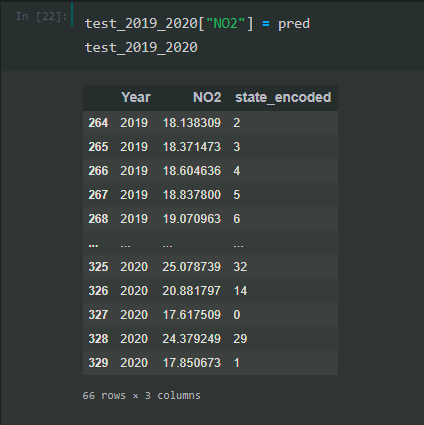 In [22]:
test_2019_2020["NO2"] = pred
test_2019_2020
Year NO2 state_encoded
264 2019 18.138309 2
265 2019 18.371473 3
266 2019 18.604636 4
267 2019 18.837800 5
268 2019 19.070963 6
... ... ... ...
325 2020 25.078739 32
326 2020 20.881797 14
327 2020 17.617509 0
328 2020 24.379249 29
329 2020 17.850673 1
66 rows × 3 columns